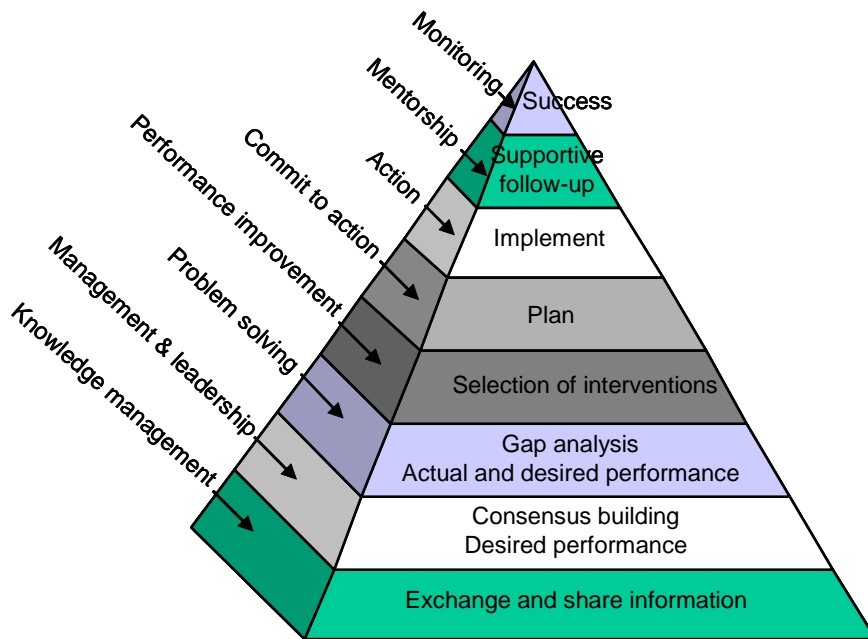 Monitoring
Mentorship
Action
Commit to action
Performance improvement
Problem solving
Management & leadership
Knowledge management
Success
Supportive
follow-up
Implement
Plan
Selection of interventions
Gap analysis
Actual and desired performance
Consensus building
Desired performance
Exchange and share information